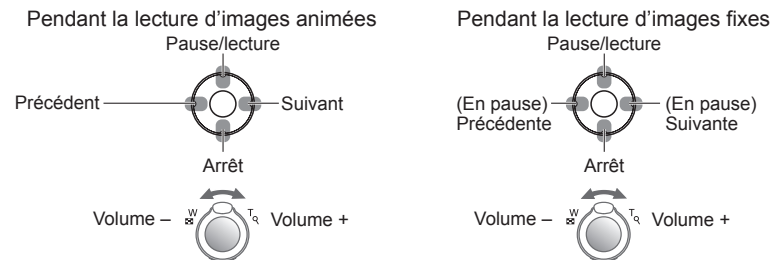 Pendant la lecture d’images animées
Pause/lecture
Précédent
Suivant
Arrêt
Volume –
W
T
Volume +
Pendant la lecture d’images fixes
Pause/lecture
(En pause)
Précédente
(En pause)
Suivante
Arrêt
Volume –
W
T
Volume +